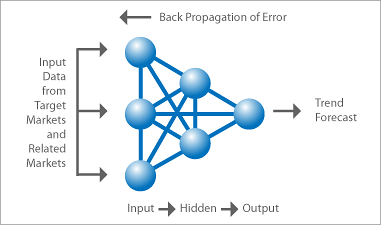 Back Propagation of Error
Input
Data
from
Target
Markets
and
Related
Markets
Trend
Forecast
Input Hidden Output